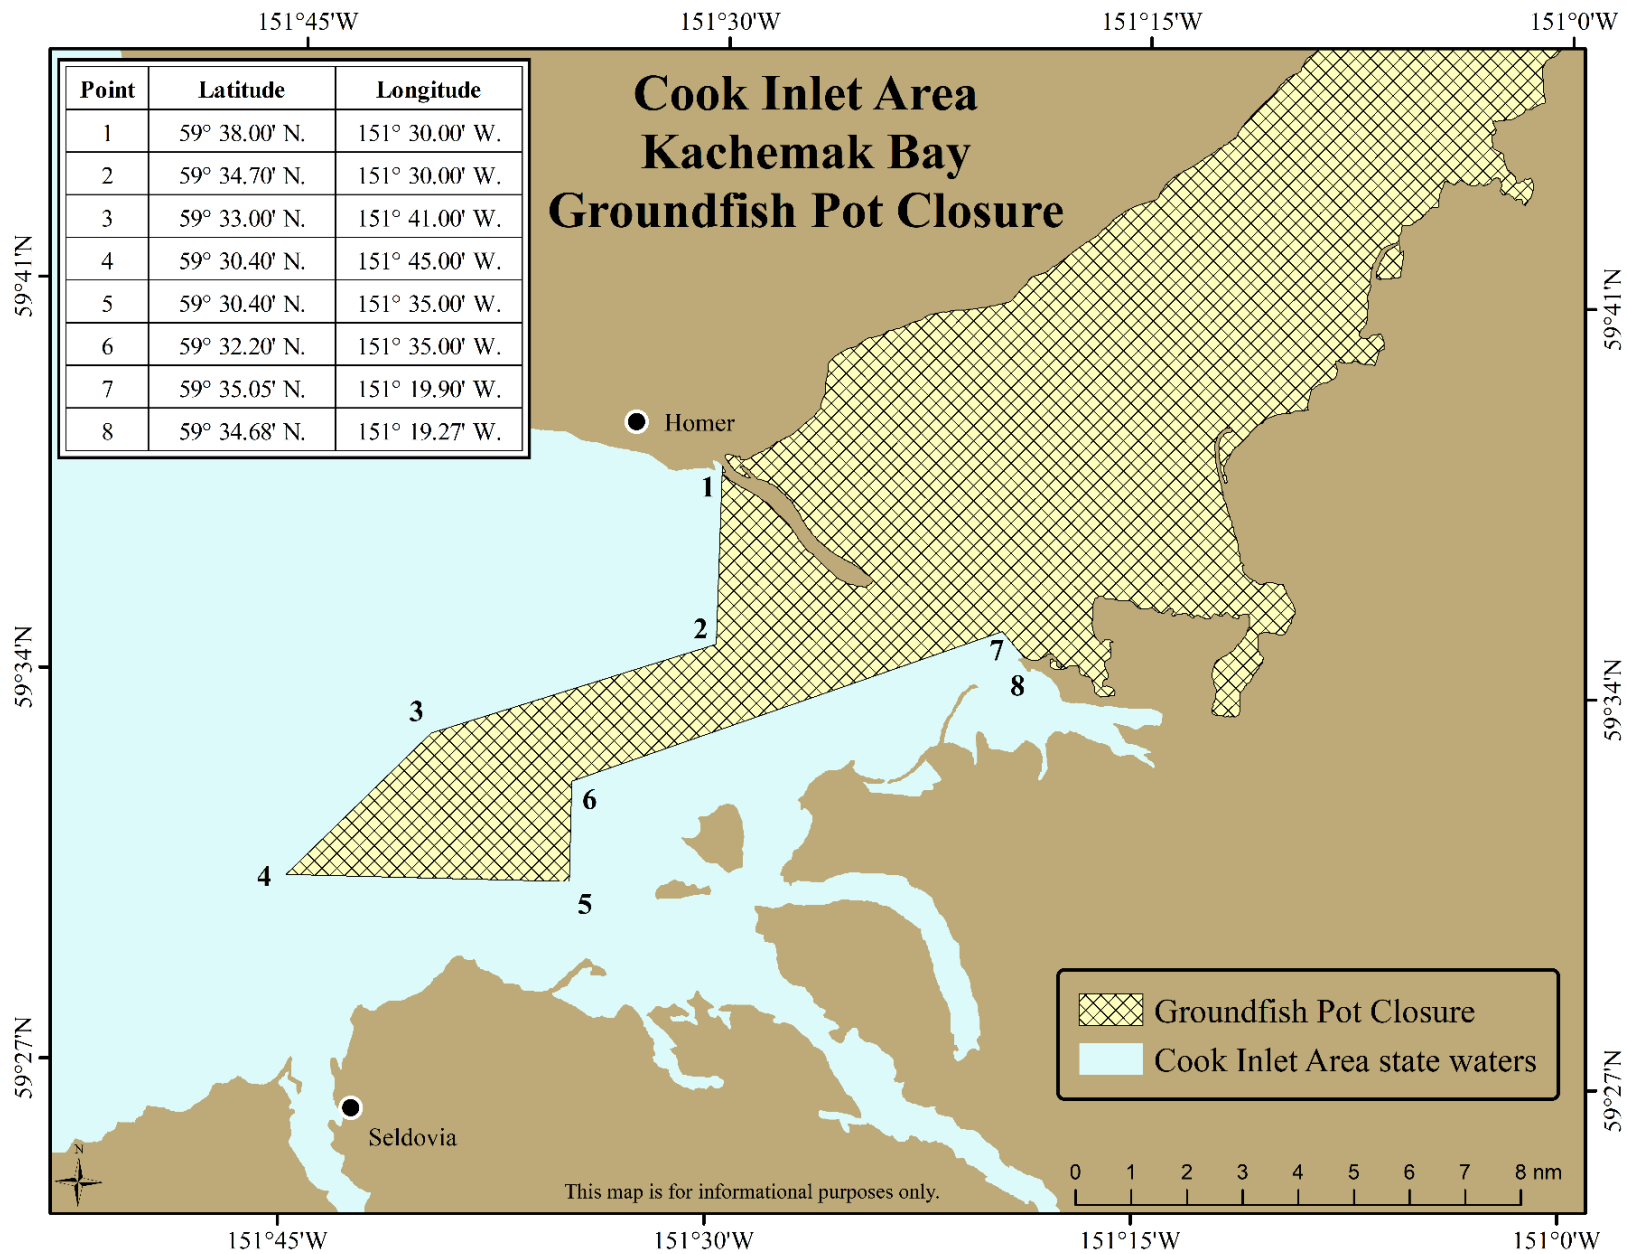 151°45'W 151°30'W 151°15'W 151°0'W
Cook Inlet Area
Kachemak Bay
Groundfish Pot Closure
Point Latitude Longitude
1 59° 38.00' N. 151° 30.00' W.
2 59° 34.70' N. 151° 30.00' W.
3 59° 33.00' N. 151° 41.00' W.
4 59° 30.40' N. 151° 45.00' W.
5 59° 30.40' N. 151° 35.00' W.
6 59° 32.20' N. 151° 35.00' W.
7 59° 35.05' N. 151° 19.90' W.
8 59° 34.68' N. 151° 19.27' W.
59°41'N
59°41'N
Homer
1
2
7
59°34'N
59°34'N
8
3
6
4
5
Groundfish Pot Closure
Cook Inlet Area state waters
59°27'N
59°27'N
Seldovia
N
0 1 2 3 4 5 6 7 8 nm
This map is for informational purposes only.
151°45'W 151°30'W 151°15'W 151°0'W